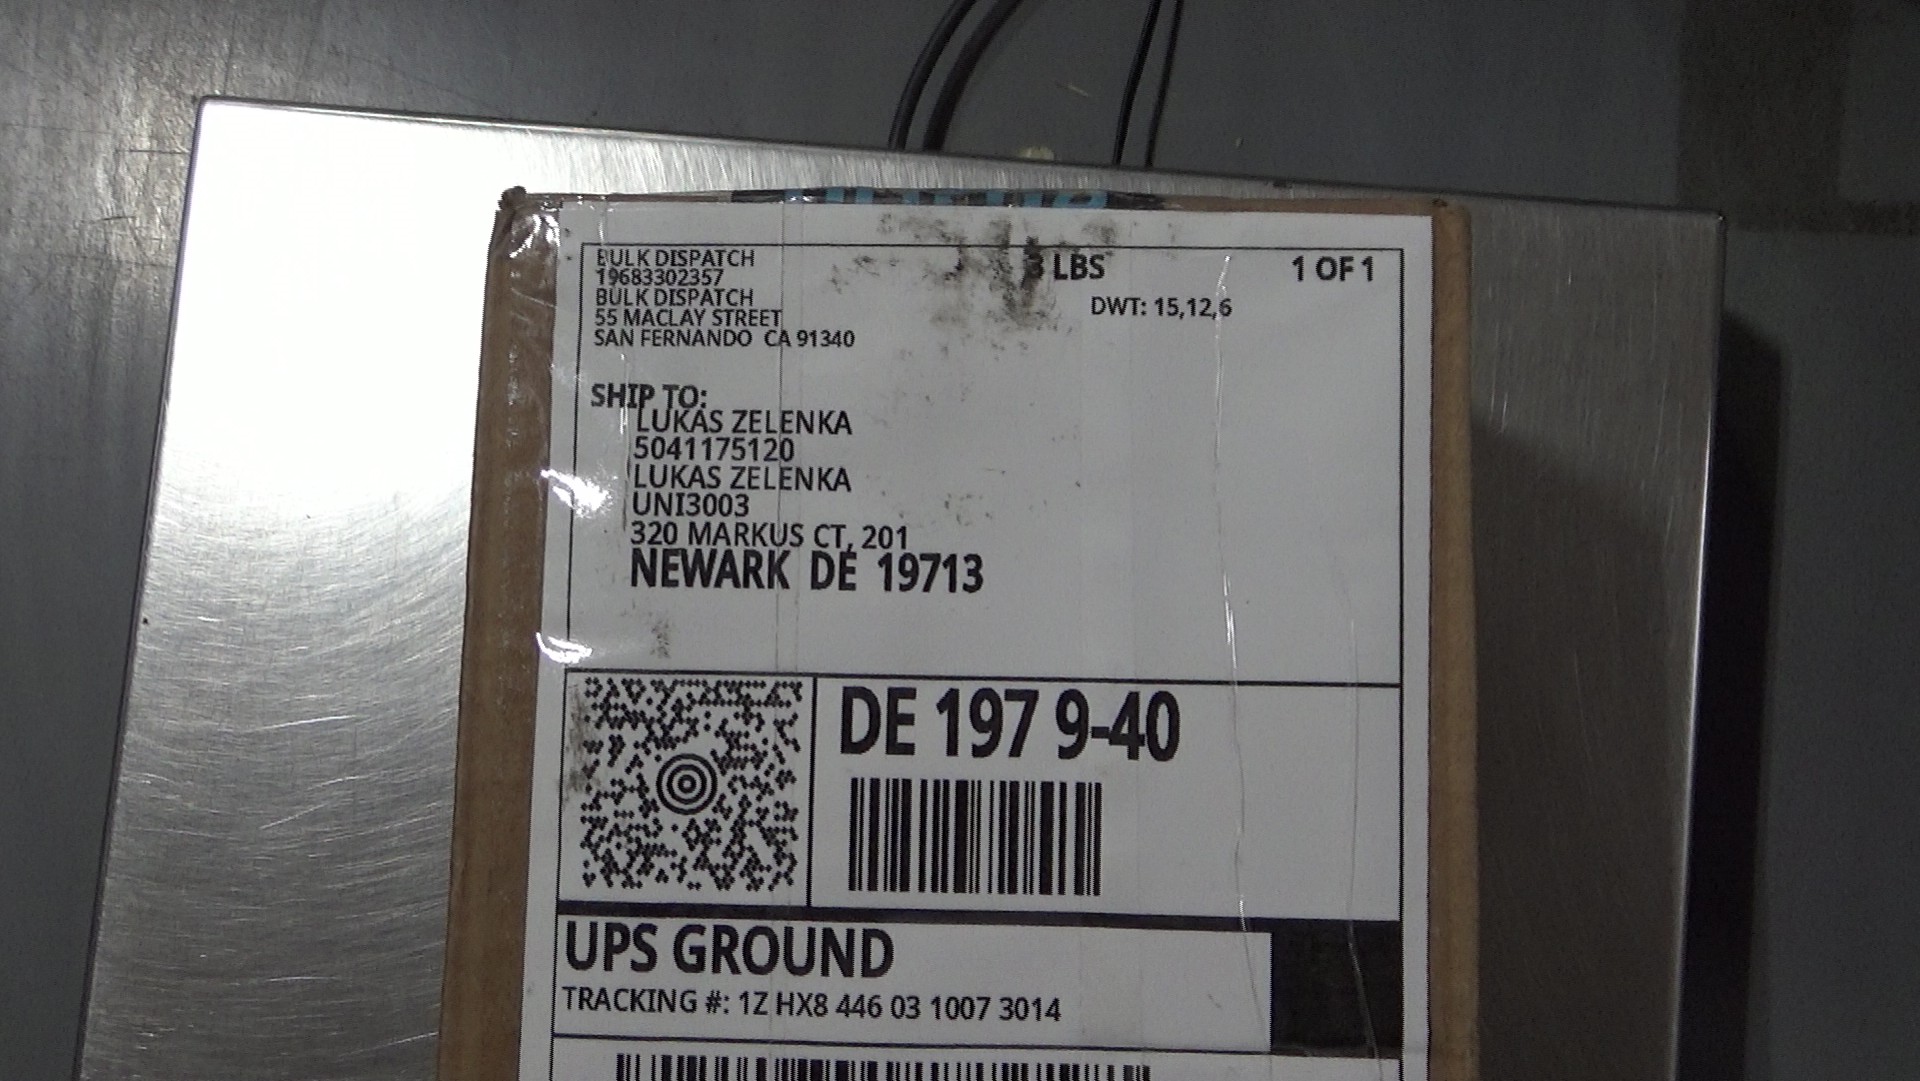 BULK DISPATCH
19683302357
BULK DISPATCH
55 MACLAY STREET
SAN FERNANDO CA 91340
3 LBS
1 OF 1
DWT: 15,12,6
SHIP TO:
LUKAS ZELENKA
5041175120
LUKAS ZELENKA
UNI3003
320 MARKUS CT, 201
NEWARK DE 19713
DE 197 9-40
UPS GROUND
TRACKING #: 1Z HX8 446 03 1007 3014